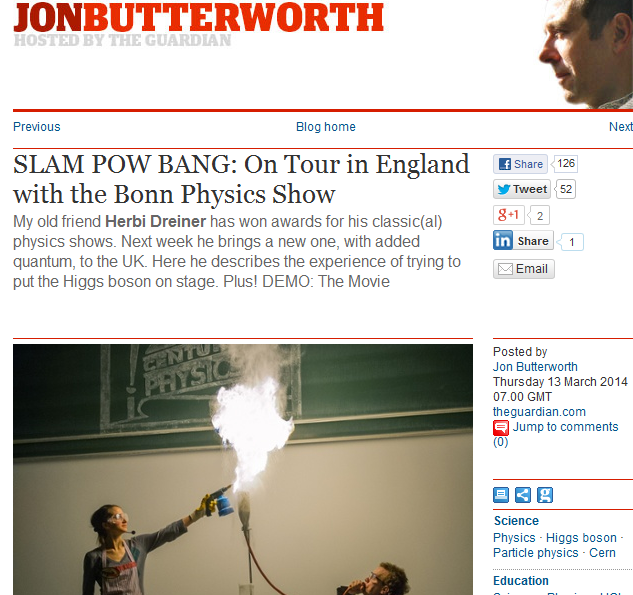 JONBUTTERWORTH
HOSTED BY THE GUARDIAN
Previous
Blog home
Next
SLAM POW BANG: On Tour in England
with the Bonn Physics Show
My old friend Herbi Dreiner has won awards for his classic(al)
physics shows. Next week he brings a new one, with added
quantum, to the UK. Here he describes the experience of trying to
put the Higgs boson on stage. Plus! DEMO: The Movie
Share 126
Tweet 52
g+1 2
in Share 1
Email
CENTURY
PHYSICS
Posted by
Jon Butterworth
Thursday 13 March 2014
07.00 GMT
theguardian.com
Jump to comments
(0)
Science
Physics · Higgs boson ·
Particle physics · Cern
Education